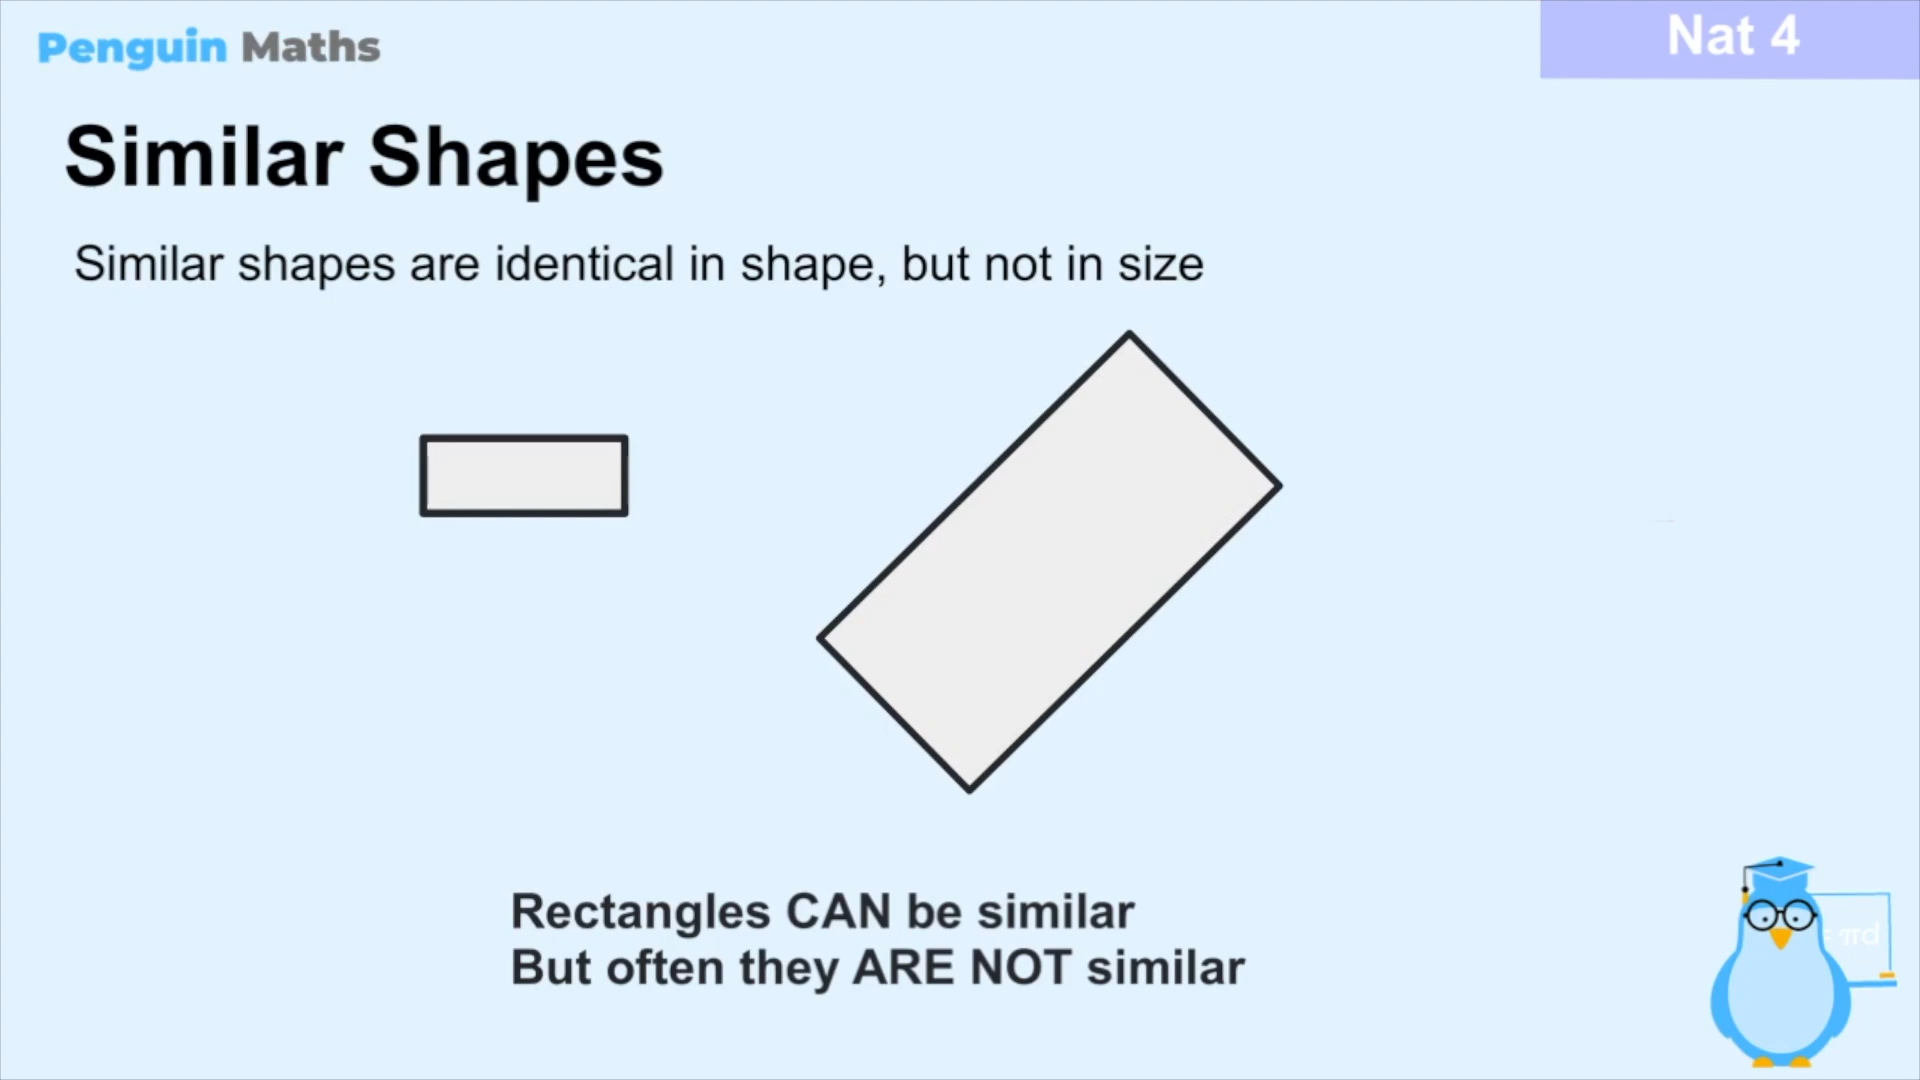 Penguin Maths
Nat 4
Similar Shapes
Similar shapes are identical in shape, but not in size
Rectangles CAN be similar
But often they ARE NOT similar
πd